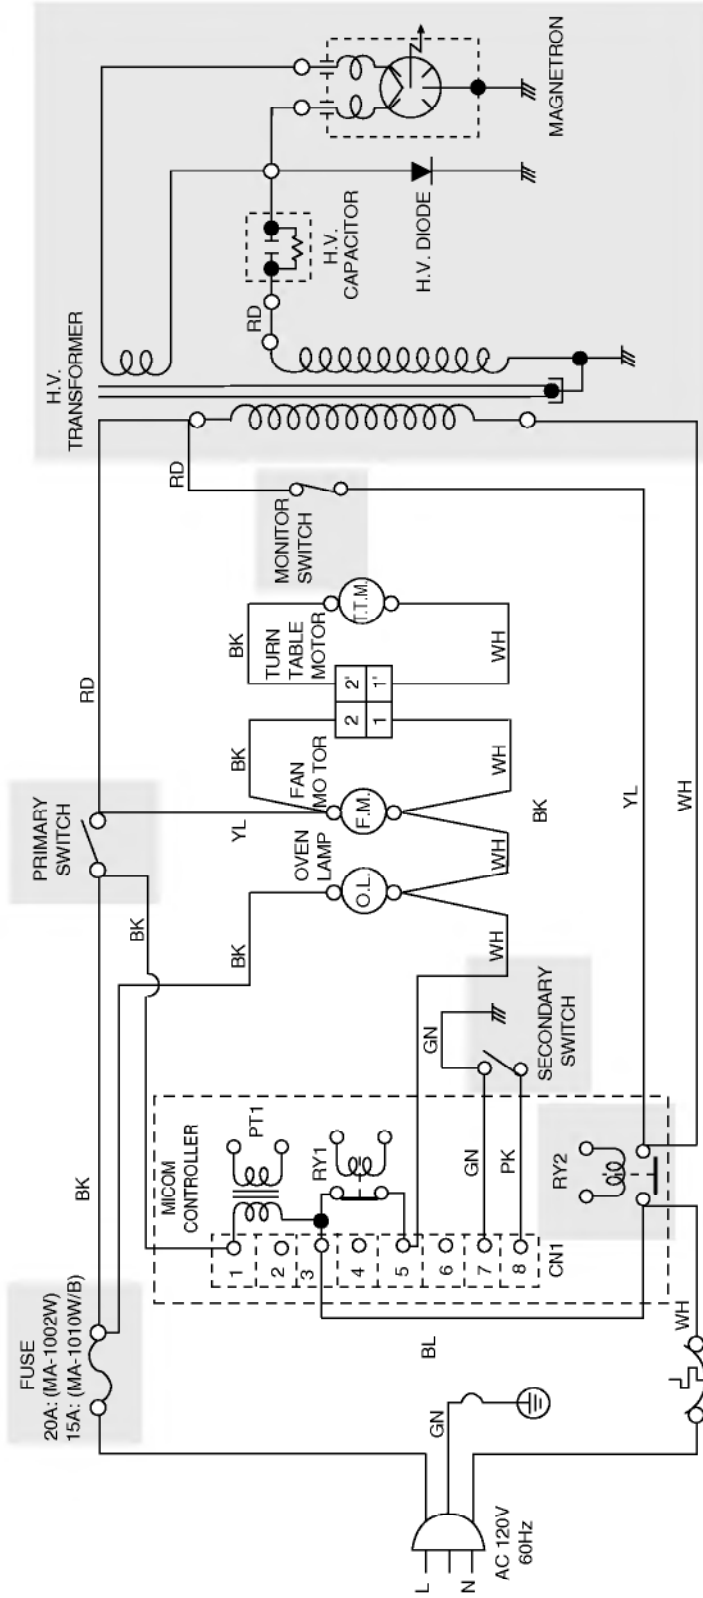 FUSE
20A: (MA-1002W)
15A: (MA-1010W/B)
BK
PRIMARY
SWITCH
RD
H.V.
TRANSFORMER
BK
MICOM
CONTROLLER
PT1
RY1
BK
YL
BK
BK
RD
RD
OVEN
LAMP
O.L.
FAN
MO TOR
F.M.
2
2'
1
1'
TURN
TABLE
MOTOR
T.T.M.
MONITOR
SWITCH
H.V.
CAPACITOR
H.V. DIODE
MAGNETRON
1
2
3
4
5
6
7
8
CN1
GN
WH
WH
WH
WH
BK
GN
PK
SECONDARY
SWITCH
RY2
BL
YL
WH
WH
L
N
GN
AC 120V
60Hz